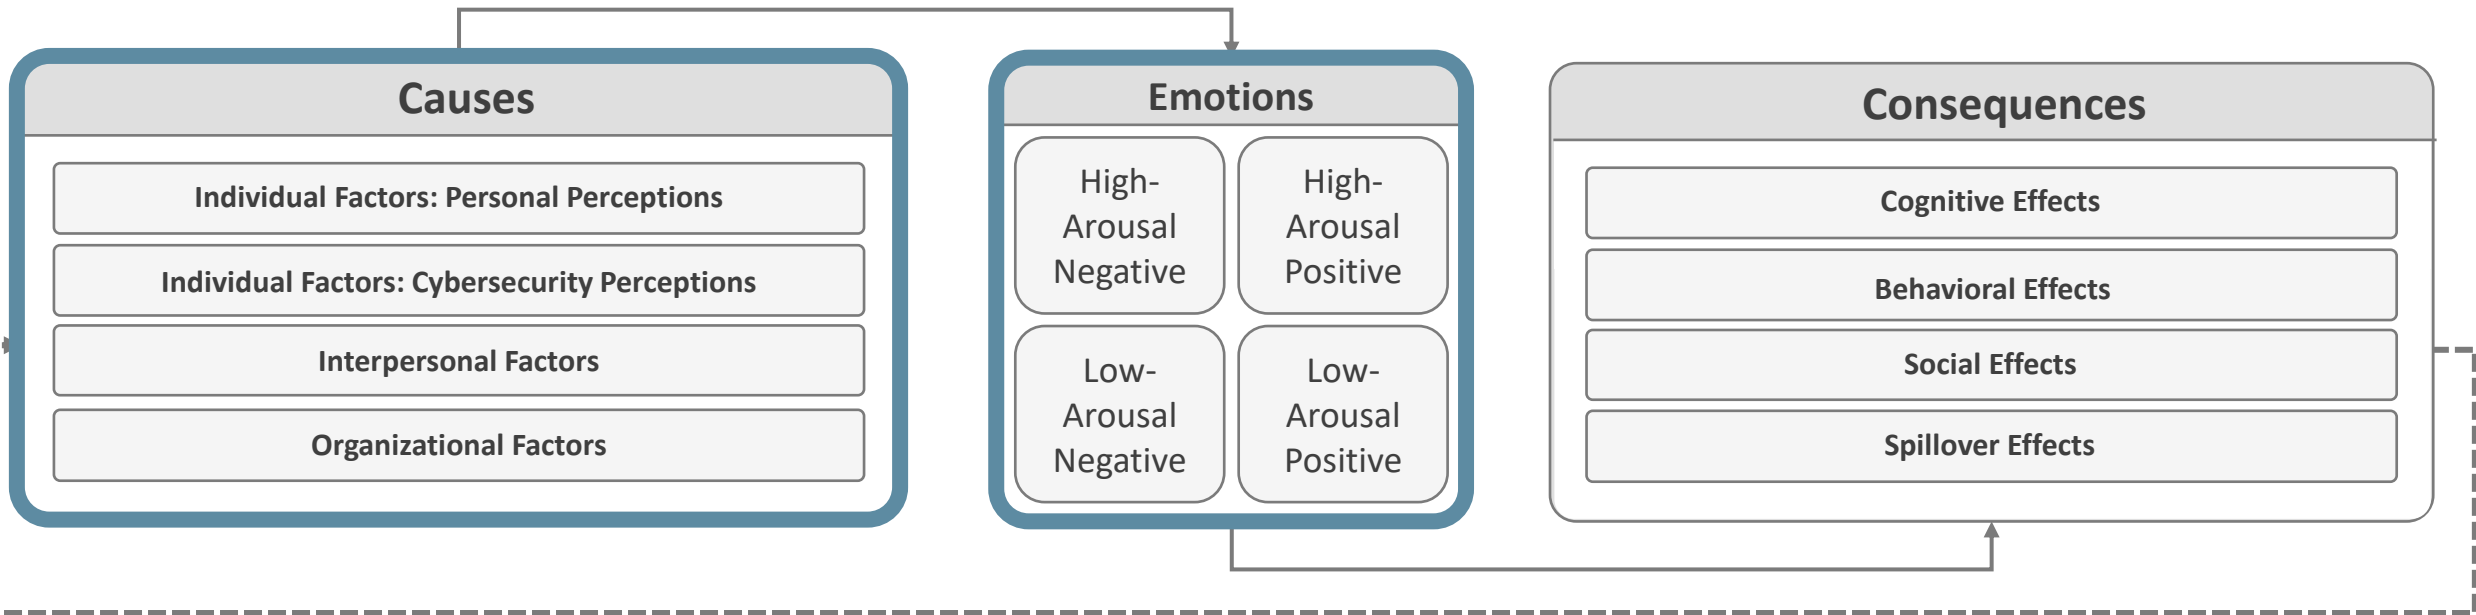 Causes
Individual Factors: Personal Perceptions
Individual Factors: Cybersecurity Perceptions
Interpersonal Factors
Organizational Factors
Emotions
High-
Arousal
Negative
High-
Arousal
Positive
Low-
Arousal
Negative
Low-
Arousal
Positive
Consequences
Cognitive Effects
Behavioral Effects
Social Effects
Spillover Effects